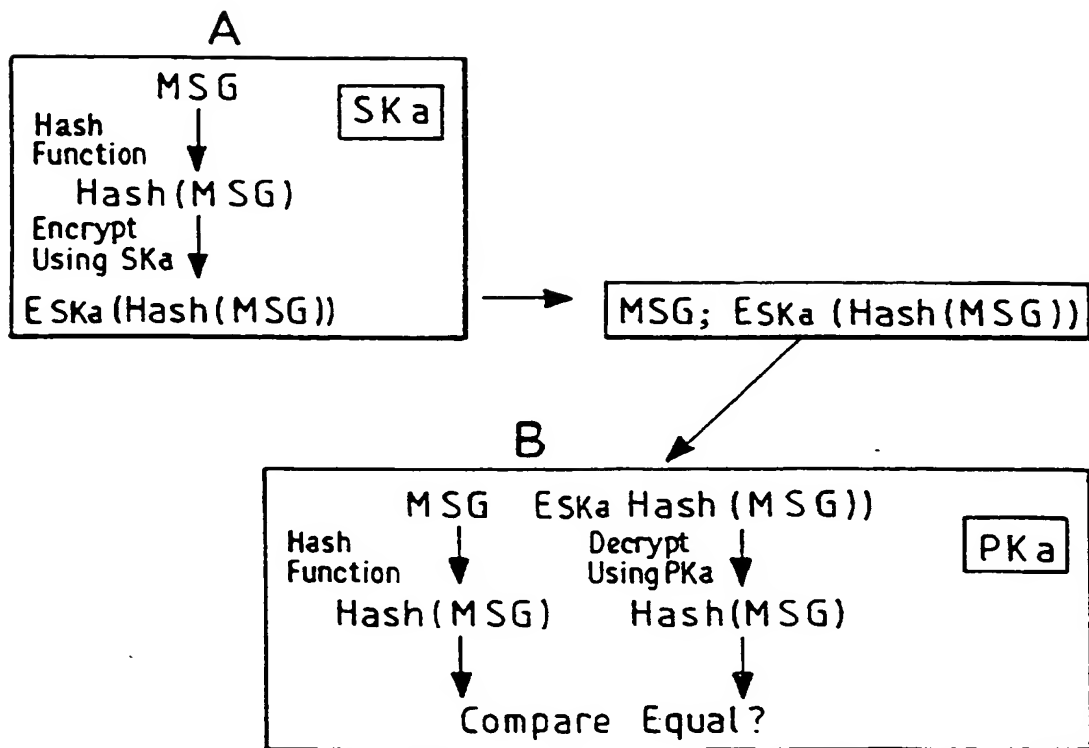 A
MSG
SKa
Hash
Function
Hash(MSG)
Encrypt
Using SKa
ESKa(Hash(MSG))
MSG; ESKa (Hash(MSG))
B
MSG ESKa Hash (MSG))
Hash
Function
Decrypt
Using PKa
PKa
Hash(MSG) Hash(MSG)
Compare Equal?